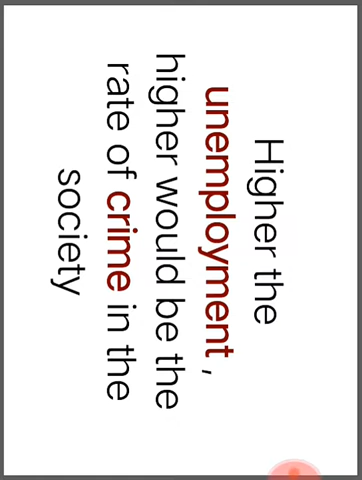 Higher the
unemployment ,
higher would be the
rate of crime in the
society